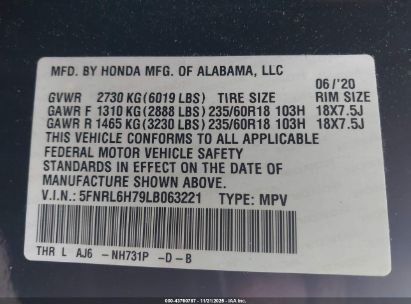 MFD. BY HONDA MFG. OF ALABAMA, LLC
06/'20
GVWR 2730 KG(6019 LBS) TIRE SIZE RIM SIZE
GAWR F 1310 KG(2888 LBS)235/60R18 103H 18X7.5J
GAWR R 1465 KG(3230 LBS)235/60R18 103H 18X7.5J
THIS VEHICLE CONFORMS TO ALL APPLICABLE
FEDERAL MOTOR VEHICLE SAFETY
STANDARDS IN EFFECT ON THE DATE OF
MANUFACTURE SHOWN ABOVE.
V.I.N.: 5FNRL6H79LB063221 TYPE: MPV
THR L AJ6 -NH731P -D-B